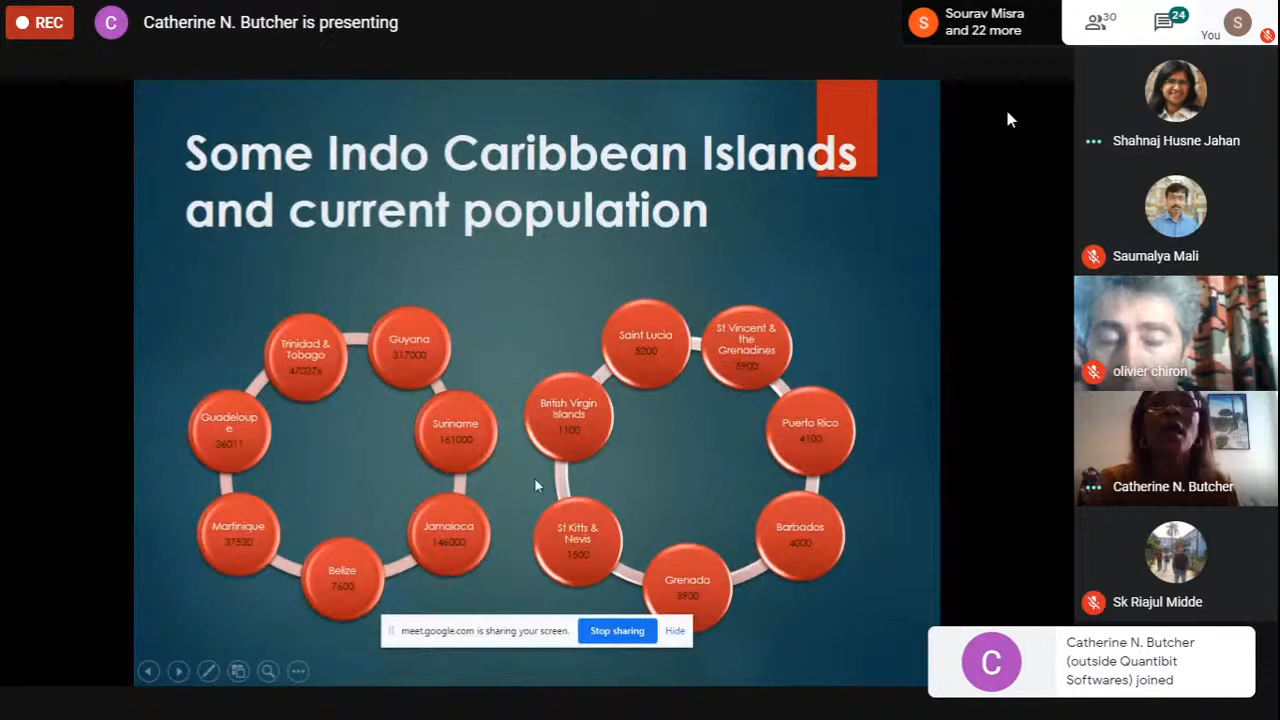 REC
C
Catherine N. Butcher is presenting
S
Sourav Misra
and 22 more
30
24
You
S
Some Indo Caribbean Islands
and current population
Trinidad &
Tobago
470376
Guyana
317000
Guadeloup
e
36011
Suriname
161000
Martinique
37530
Jamaiaca
146000
Belize
7600
Saint Lucia
5200
St Vincent &
the
Grenadines
5900
British Virgin
Islands
1100
Puerto Rico
4100
St Kitts &
Nevis
1500
Barbados
4000
Grenada
3900
meet.google.com is sharing your screen.
Stop sharing
Hide
Shahnaj Husne Jahan
Saumalya Mali
olivier chiron
Catherine N. Butcher
Sk Riajul Midde
C
Catherine N. Butcher
(outside Quantibit
Softwares) joined